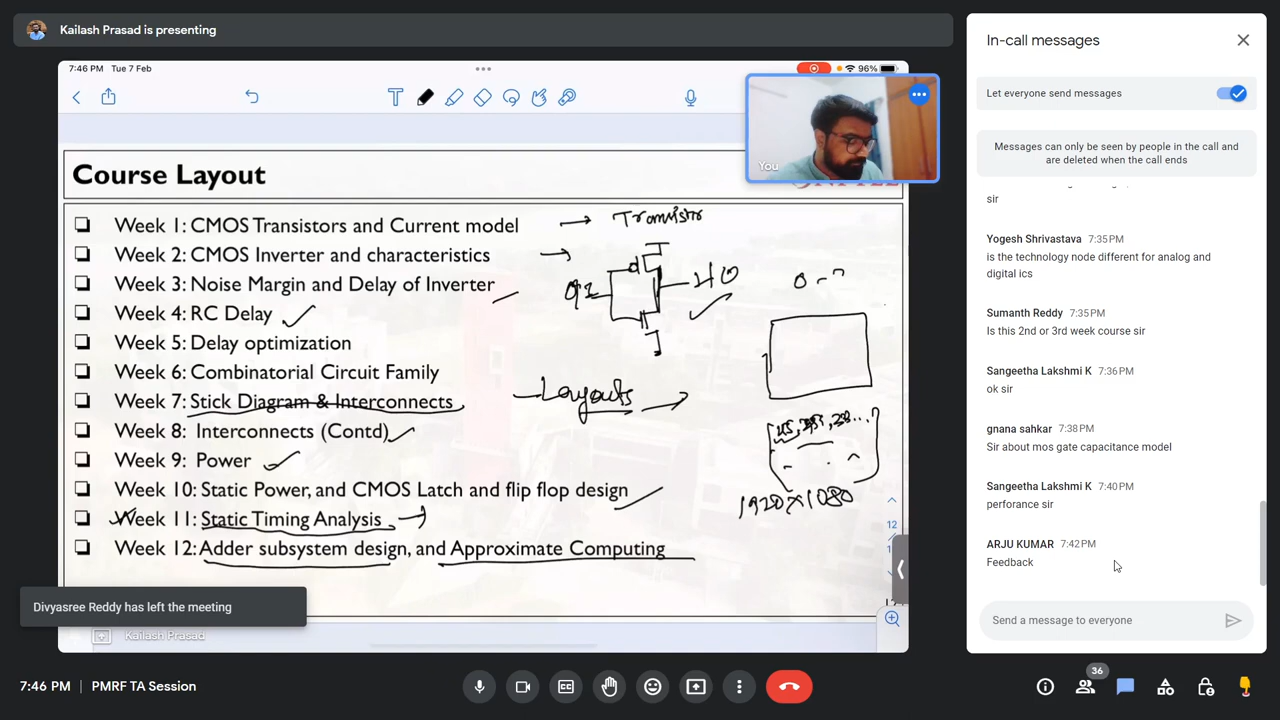 Kailash Prasad is presenting
7:46 PM Tue 7 Feb
96%
You
Course Layout
Week 1: CMOS Transistors and Current model
Week 2: CMOS Inverter and characteristics
Week 3: Noise Margin and Delay of Inverter
Week 4: RC Delay
Week 5: Delay optimization
Week 6: Combinatorial Circuit Family
Week 7: Stick Diagram & Interconnects
Week 8: Interconnects (Contd)
Week 9: Power
Week 10: Static Power, and CMOS Latch and flip flop design
Week 11: Static Timing Analysis
Week 12: Adder subsystem design, and Approximate Computing
Layouts
1920x1080
12
Divyasree Reddy has left the meeting
Kailash Prasad
In-call messages
Let everyone send messages
Messages can only be seen by people in the call and
are deleted when the call ends
sir
Yogesh Shrivastava 7:35 PM
is the technology node different for analog and
digital ics
Sumanth Reddy 7:35 PM
Is this 2nd or 3rd week course sir
Sangeetha Lakshmi K 7:36 PM
ok sir
gnana sahkar 7:38 PM
Sir about mos gate capacitance model
Sangeetha Lakshmi K 7:40 PM
perforance sir
ARJU KUMAR 7:42 PM
Feedback
Send a message to everyone
7:46 PM | PMRF TA Session
36